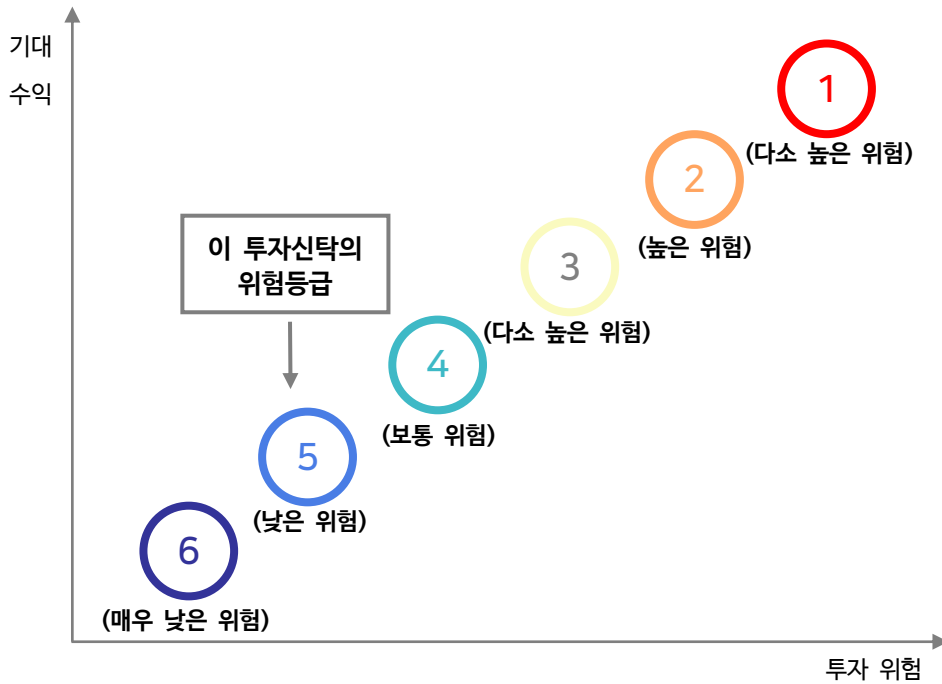 기대
수익
1
(다소 높은 위험)
2
(높은 위험)
이 투자신탁의
위험등급
3
(다소 높은 위험)
4
(보통 위험)
5
(낮은 위험)
6
(매우 낮은 위험)
투자 위험